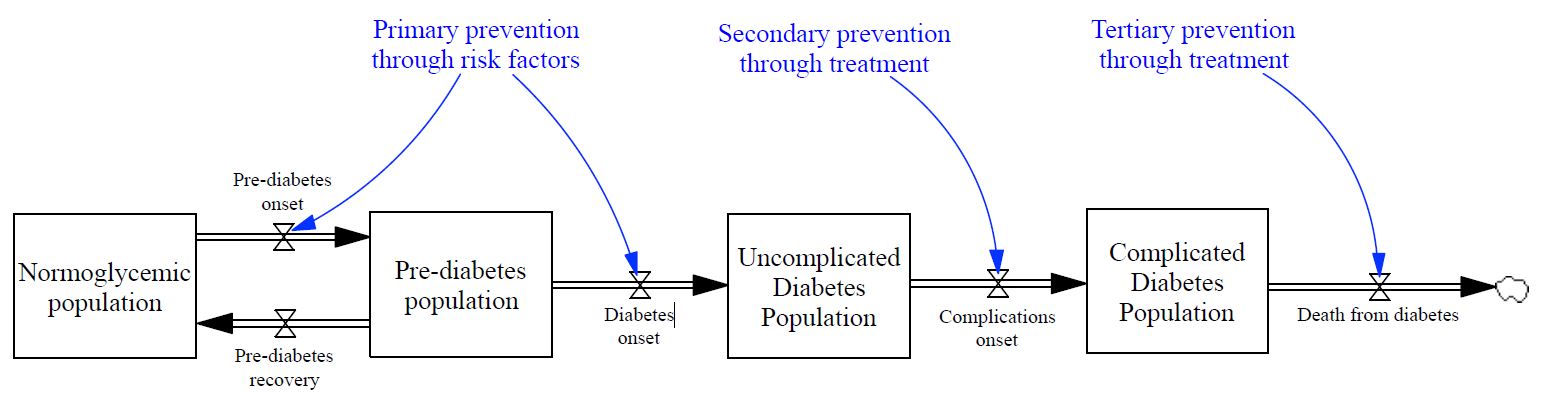 Primary prevention
through risk factors
Secondary prevention
through treatment
Tertiary prevention
through treatment
Pre-diabetes
onset
Normoglycemic
population
Pre-diabetes
population
Uncomplicated
Diabetes
Population
Complicated
Diabetes
Population
Diabetes
onset
Complications
onset
Death from diabetes
Pre-diabetes
recovery